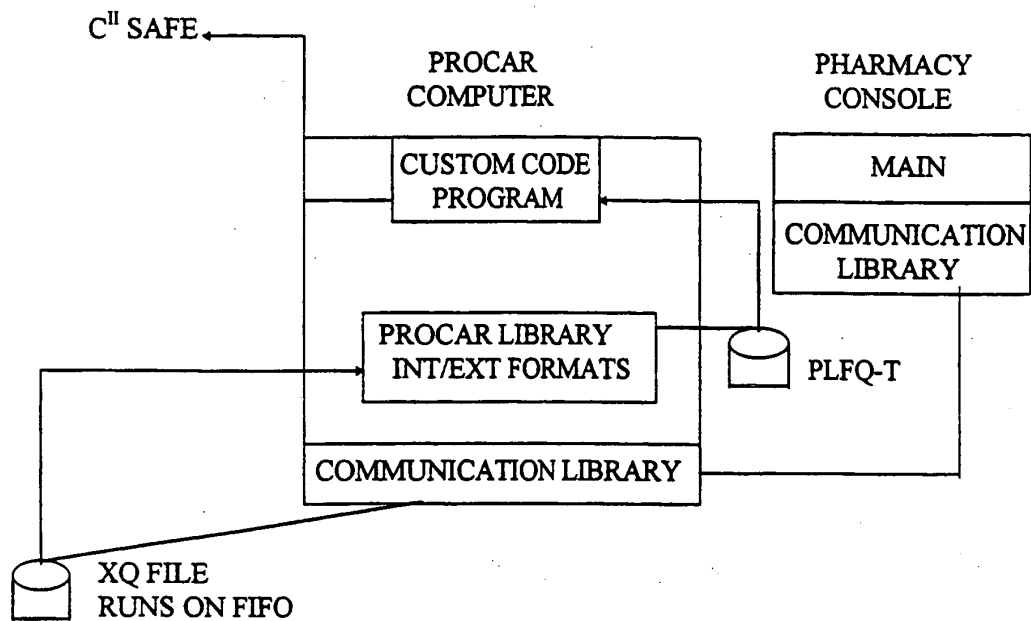 C^II SAFE
PROCAR
COMPUTER
PHARMACY
CONSOLE
CUSTOM CODE
PROGRAM
MAIN
COMMUNICATION
LIBRARY
PROCAR LIBRARY
INT/EXT FORMATS
PLFQ-T
COMMUNICATION LIBRARY
XQ FILE
RUNS ON FIFO